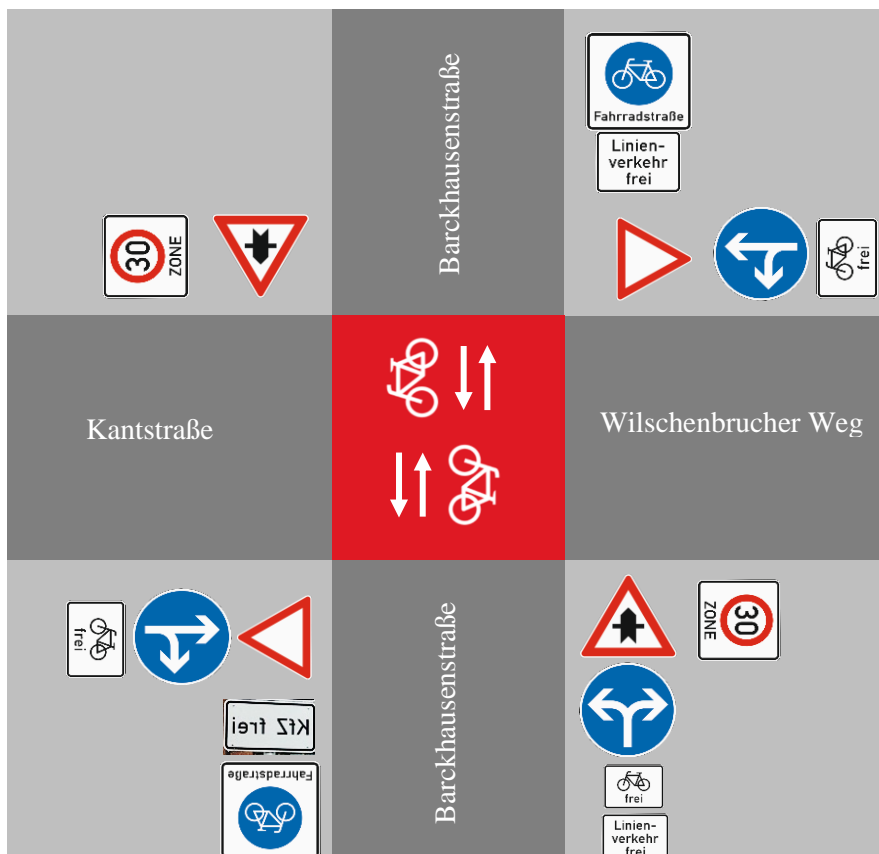 Barckhausenstraße
Fahrradstraße
Linien-
verkehr
frei
30
ZONE
frei
Kantstraße
Wilschenbrucher Weg
frei
KfZ frei
Fahrradstraße
Barckhausenstraße
30
ZONE
frei
Linien-
verkehr
frei